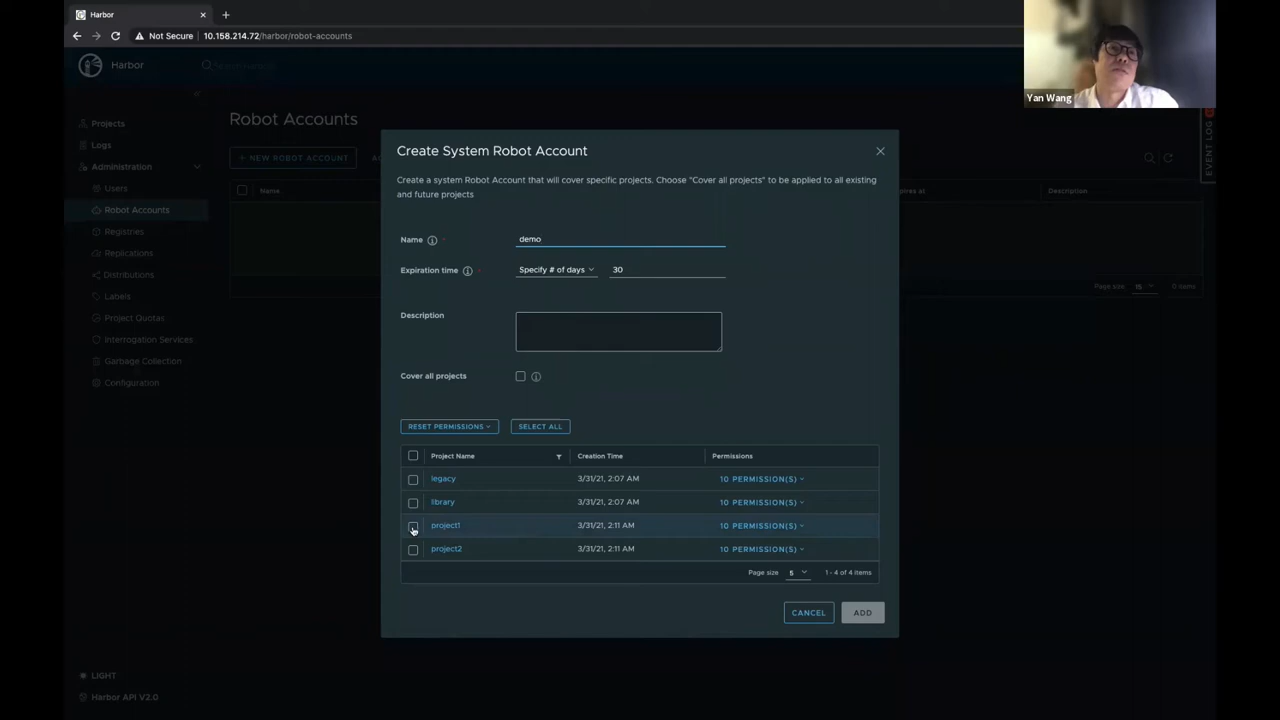 Harbor
Not Secure
10.158.214.72/harbor/robot-accounts
Yan Wang
Harbor
Projects
Logs
Administration
Users
Robot Accounts
Registries
Replications
Distributions
Labels
Project Quotas
Interrogation Services
Garbage Collection
Configuration
LIGHT
Harbor API V2.0
Robot Accounts
+ NEW ROBOT ACCOUNT
Name
Description
Page size 15
0 items
EVENT LOG
Create System Robot Account
Create a system Robot Account that will cover specific projects. Choose "Cover all projects" to be applied to all existing
and future projects
Name
demo
Expiration time
Specify # of days
30
Description
Cover all projects
RESET PERMISSIONS
SELECT ALL
Project Name Creation Time Permissions
legacy 3/31/21, 2:07 AM 10 PERMISSION(S)
library 3/31/21, 2:07 AM 10 PERMISSION(S)
project1 3/31/21, 2:11 AM 10 PERMISSION(S)
project2 3/31/21, 2:11 AM 10 PERMISSION(S)
Page size 5 1 - 4 of 4 items
CANCEL
ADD